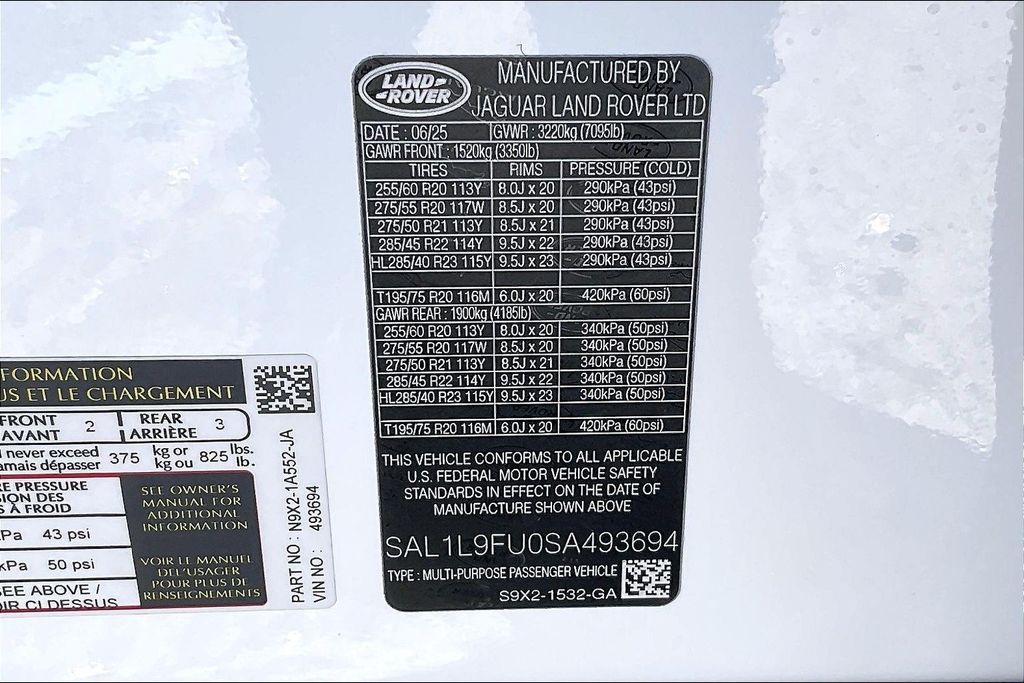 LAND-
-ROVER
MANUFACTURED BY
JAGUAR LAND ROVER LTD
DATE : 06/25 GVWR : 3220kg (7095lb)
GAWR FRONT : 1520kg (3350lb)
TIRES RIMS PRESSURE (COLD)
255/60 R20 113Y 8.0J x 20 290kPa (43psi)
275/55 R20 117W 8.5J x 20 290kPa (43psi)
275/50 R21 113Y 8.5J x 21 290kPa (43psi)
285/45 R22 114Y 9.5J x 22 290kPa (43psi)
HL285/40 R23 115Y 9.5J x 23 290kPa (43psi)
T195/75 R20 116M 6.0J x 20 420kPa (60psi)
GAWR REAR : 1900kg (4185lb)
255/60 R20 113Y 8.0J x 20 340kPa (50psi)
275/55 R20 117W 8.5J x 20 340kPa (50psi)
275/50 R21 113Y 8.5J x 21 340kPa (50psi)
285/45 R22 114Y 9.5J x 22 340kPa (50psi)
HL285/40 R23 115Y 9.5J x 23 340kPa (50psi)
T195/75 R20 116M 6.0J x 20 420kPa (60psi)
THIS VEHICLE CONFORMS TO ALL APPLICABLE
U.S. FEDERAL MOTOR VEHICLE SAFETY
STANDARDS IN EFFECT ON THE DATE OF
MANUFACTURE SHOWN ABOVE
SAL1L9FU0SA493694
TYPE : MULTI-PURPOSE PASSENGER VEHICLE
S9X2-1532-GA
FORMATION
US ET LE CHARGEMENT
FRONT 2 REAR 3
AVANT ARRIÈRE
never exceed 375 kg or 825 lbs.
amais dépasser kg ou lb.
RE PRESSURE
SION DES
S À FROID
Pa 43 psi
kPa 50 psi
SEE ABOVE /
OIR CI DESSUS
SEE OWNER'S
MANUAL FOR
ADDITIONAL
INFORMATION
VOIR LE MANUEL
DEL'USAGER
POUR PLUS DE
RENSEIGNEMENTS
PART NO : N9X2-1A552-JA
VIN NO : 493694